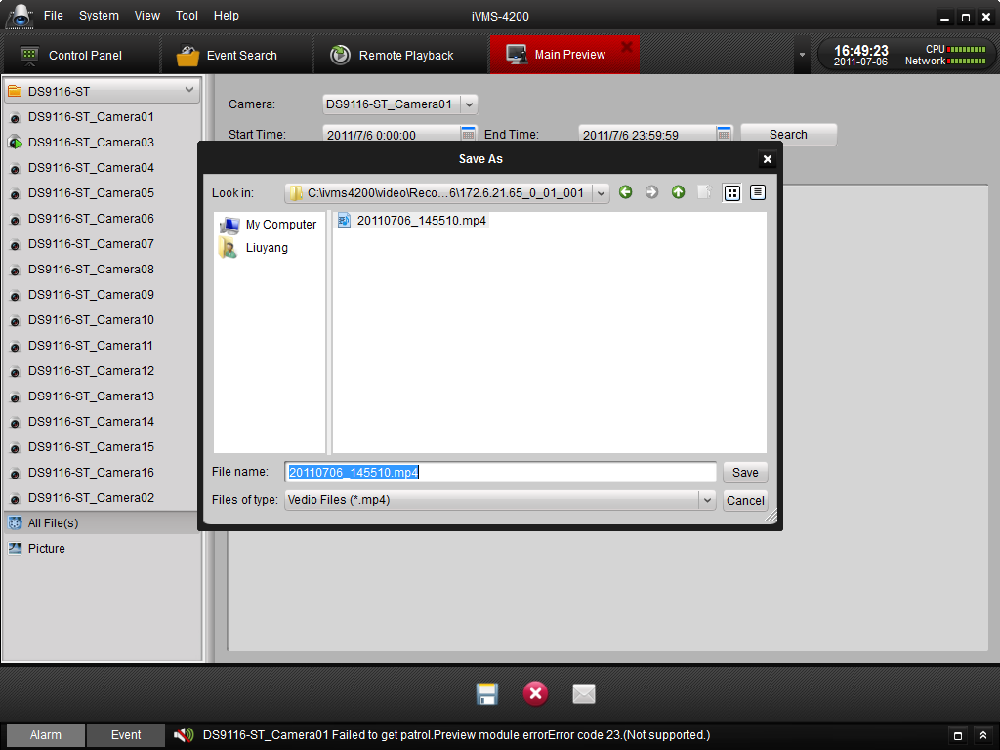 File System View Tool Help iVMS-4200
Control Panel Event Search Remote Playback Main Preview 16:49:23 CPU
2011-07-06 Network
DS9116-ST
Camera: DS9116-ST_Camera01
DS9116-ST_Camera01
Start Time: 2011/7/6 0:00:00 End Time: 2011/7/6 23:59:59 Search
DS9116-ST_Camera03
DS9116-ST_Camera04
DS9116-ST_Camera05
DS9116-ST_Camera06
DS9116-ST_Camera07
DS9116-ST_Camera08
DS9116-ST_Camera09
DS9116-ST_Camera10
DS9116-ST_Camera11
DS9116-ST_Camera12
DS9116-ST_Camera13
DS9116-ST_Camera14
DS9116-ST_Camera15
DS9116-ST_Camera16
DS9116-ST_Camera02
All File(s)
Picture
Save As
Look in: C:\ivms4200\video\Reco...6\172.6.21.65_0_01_001
My Computer
Liuyang
20110706_145510.mp4
File name: 20110706_145510.mp4 Save
Files of type: Vedio Files (*.mp4) Cancel
Alarm Event DS9116-ST_Camera01 Failed to get patrol.Preview module errorError code 23.(Not supported.)